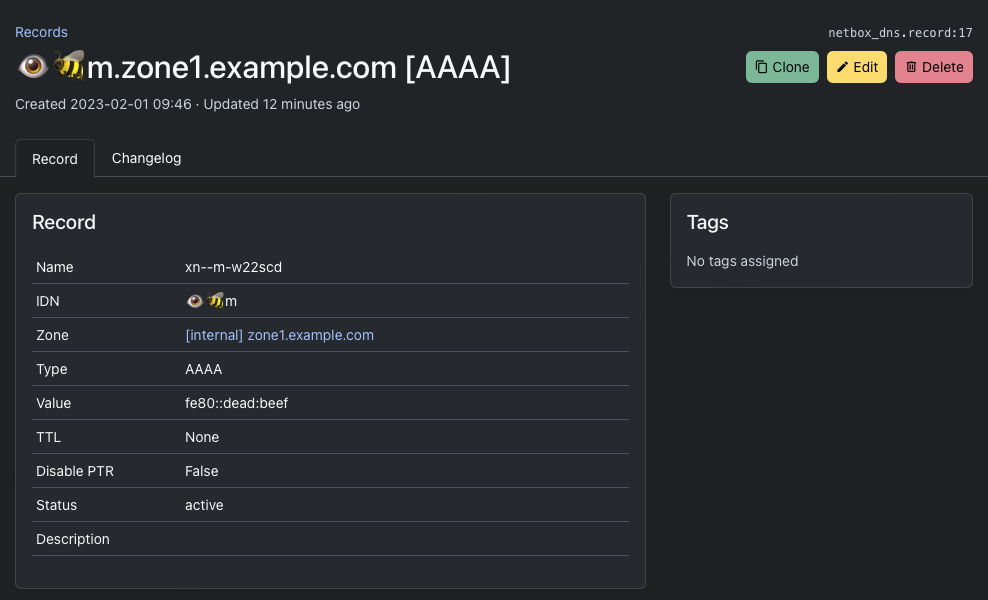 Records
netbox_dns.record:17
👁️🐝m.zone1.example.com [AAAA]
Clone
Edit
Delete
Created 2023-02-01 09:46 · Updated 12 minutes ago
Record
Changelog
Record
Name xn--m-w22scd
IDN 👁️🐝m
Zone [internal] zone1.example.com
Type AAAA
Value fe80::dead:beef
TTL None
Disable PTR False
Status active
Description
Tags
No tags assigned